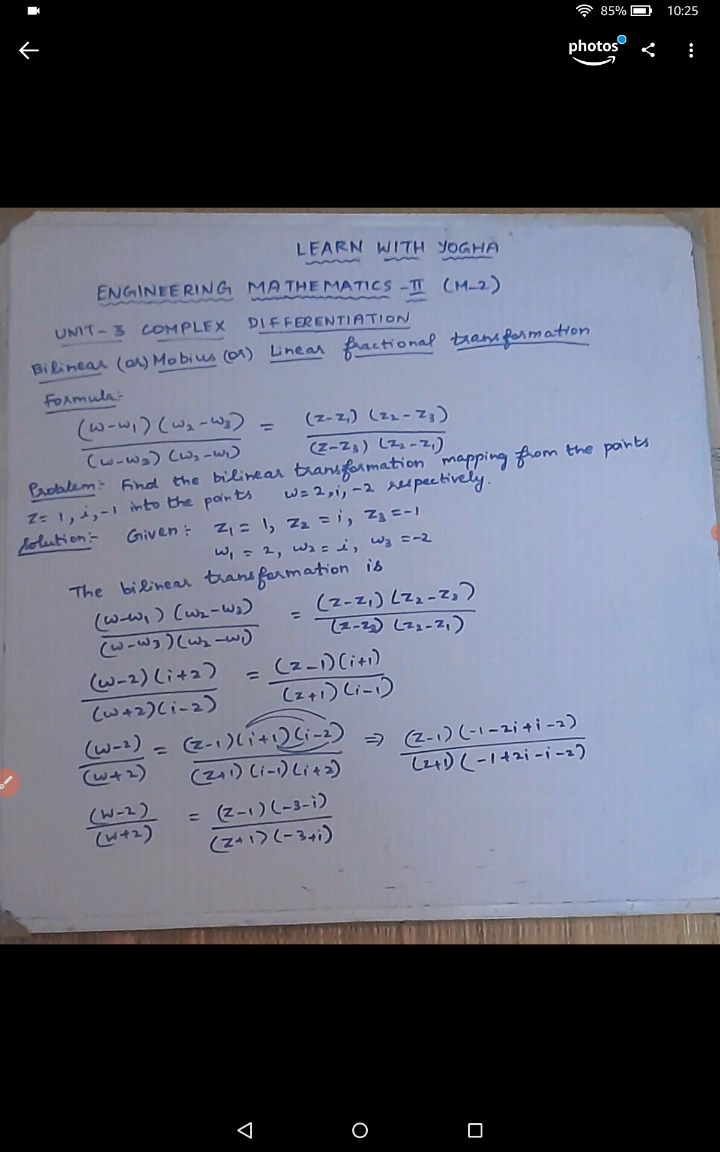 85% 10:25
photos
LEARN WITH YOGHA
ENGINEERING MATHEMATICS -II (M-2)
UNIT-3 COMPLEX DIFFERENTIATION
Bilinear (or) Mobius (or) Linear fractional transformation
Formula:-
(w-w₁)(w₂-w₃) / (w-w₃)(w₂-w₁) = (z-z₁)(z₂-z₃) / (z-z₃)(z₂-z₁)
Problem:- Find the bilinear transformation mapping from the points
z=1, i, -1 into the points w=2, i, -2 respectively.
Solution:- Given: z₁=1, z₂=i, z₃=-1
w₁=2, w₂=i, w₃=-2
The bilinear transformation is
(w-w₁)(w₂-w₃) / (w-w₃)(w₂-w₁) = (z-z₁)(z₂-z₃) / (z-z₃)(z₂-z₁)
(w-2)(i+2) / (w+2)(i-2) = (z-1)(i+1) / (z+1)(i-1)
(w-2) / (w+2) = (z-1)(i+1)(i-2) / (z+1)(i-1)(i+2) ⇒ (z-1)(-1-2i+i-2) / (z+1)(-1+2i-i-2)
(w-2) / (w+2) = (z-1)(-3-i) / (z+1)(-3+i)